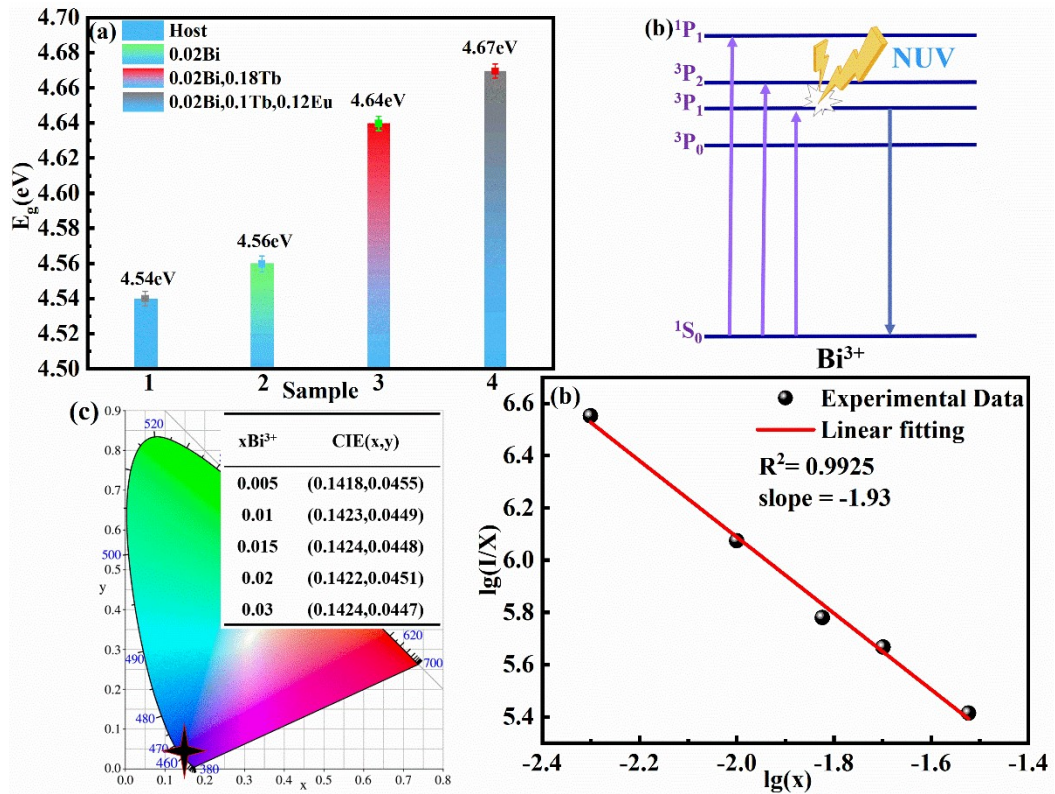 (a)
Host
0.02Bi
0.02Bi,0.18Tb
0.02Bi,0.1Tb,0.12Eu
4.54eV
4.56eV
4.64eV
4.67eV
E_g(eV)
4.70
4.69
4.68
4.66
4.64
4.62
4.60
4.58
4.56
4.54
4.52
4.50
1 2 3 4
Sample
(b)
NUV
¹P₁
³P₂
³P₁
³P₀
¹S₀
Bi³⁺
(c)
xBi³⁺ CIE(x,y)
0.005 (0.1418,0.0455)
0.01 (0.1423,0.0449)
0.015 (0.1424,0.0448)
0.02 (0.1422,0.0451)
0.03 (0.1424,0.0447)
0.9
0.8
0.7
0.6
0.5
0.4
0.3
0.2
0.1
0.0
y
520
500
490
480
470
460
380
620
700
0.0 0.1 0.2 0.3 0.4 0.5 0.6 0.7 0.8
x
(b)
Experimental Data
Linear fitting
R²= 0.9925
slope = -1.93
lg(I/X)
6.6
6.4
6.2
6.0
5.8
5.6
5.4
-2.4 -2.2 -2.0 -1.8 -1.6 -1.4
lg(x)